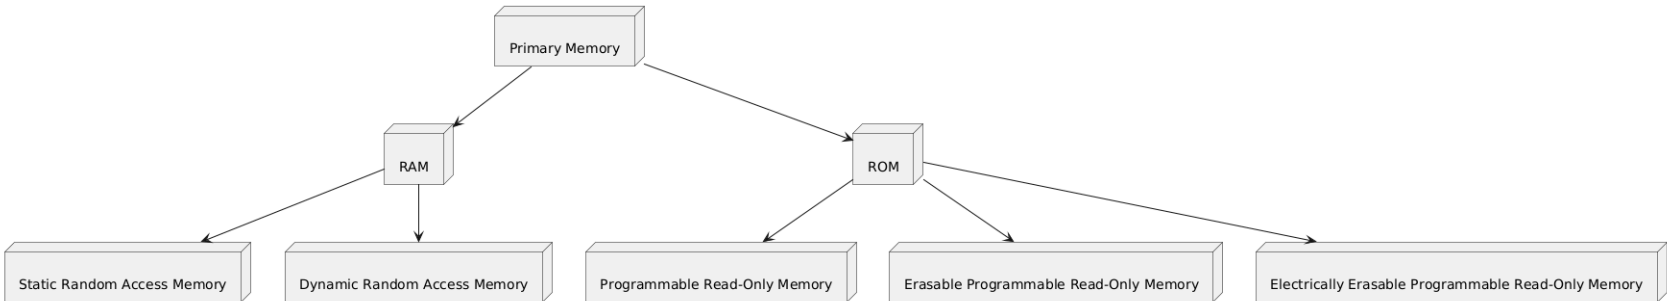 Primary Memory
RAM
ROM
Static Random Access Memory
Dynamic Random Access Memory
Programmable Read-Only Memory
Erasable Programmable Read-Only Memory
Electrically Erasable Programmable Read-Only Memory